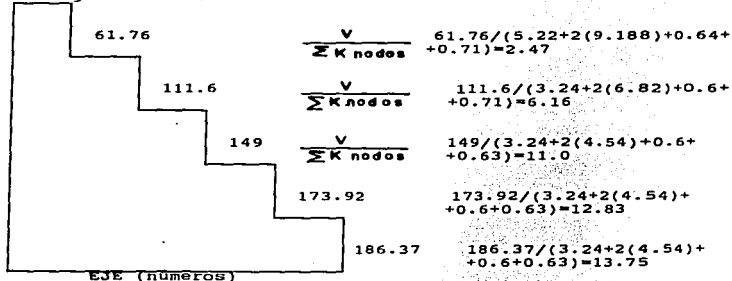 61.76
V
Σ K nodos
61.76/(5.22+2(9.188)+0.64+
+0.71)=2.47
111.6
V
Σ K nodos
111.6/(3.24+2(6.82)+0.6+
+0.71)=6.16
149
V
Σ K nodos
149/(3.24+2(4.54)+0.6+
+0.63)=11.0
173.92
173.92/(3.24+2(4.54)+
+0.6+0.63)=12.83
186.37
186.37/(3.24+2(4.54)+
+0.6+0.63)=13.75
EJE (números)